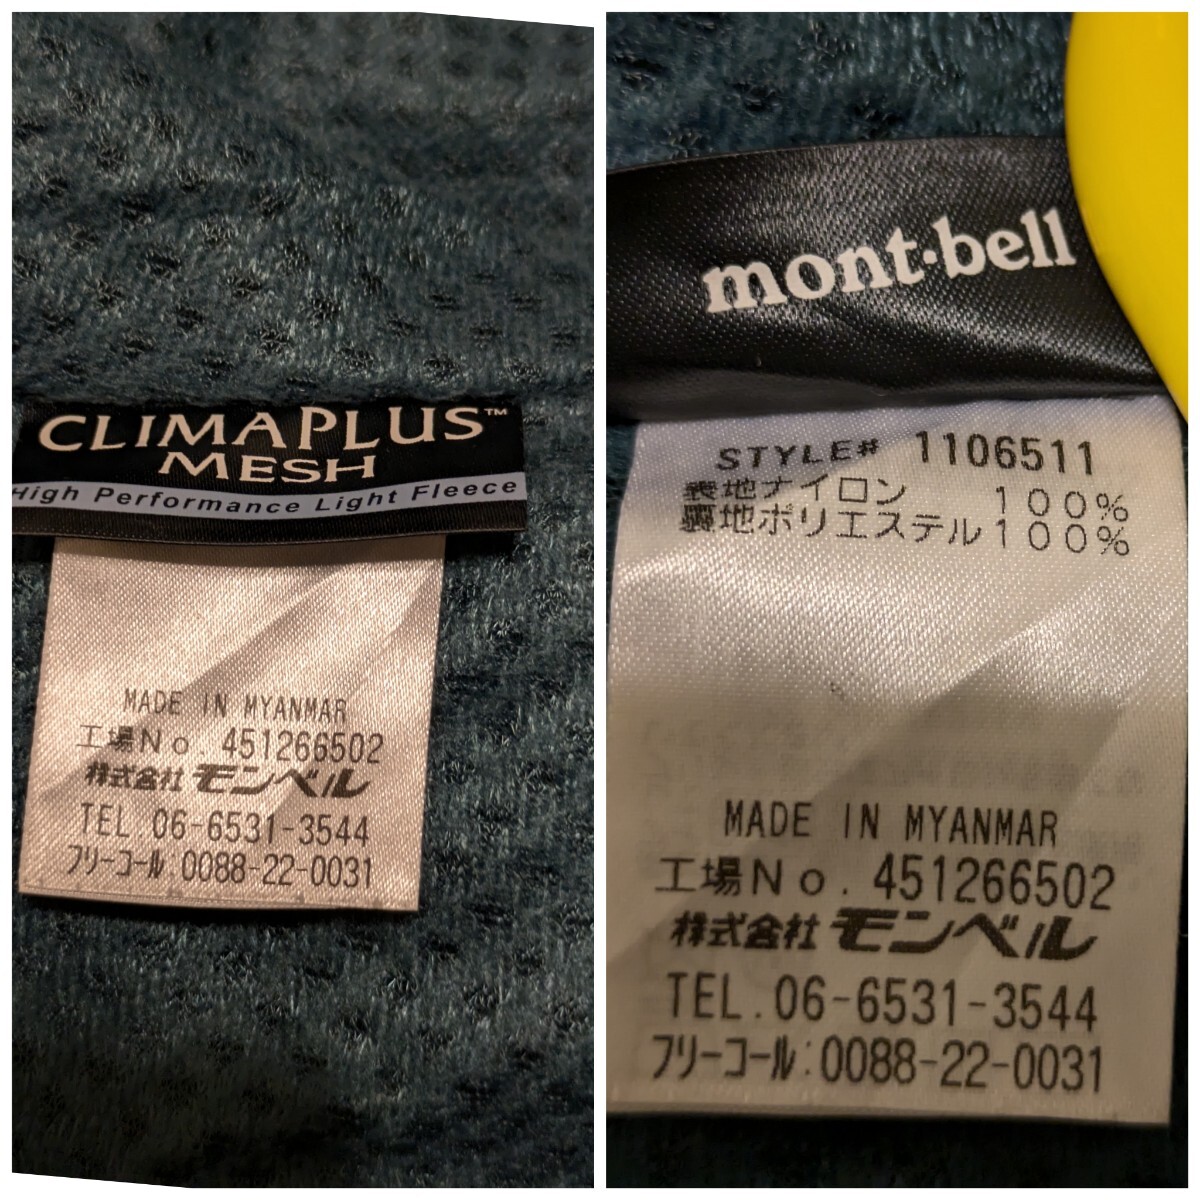 CLIMAPLUS™
MESH
High Performance Light Fleece
MADE IN MYANMAR
工場No. 451266502
株式会社 モンベル
TEL 06-6531-3544
フリーコール:0088-22-0031
mont-bell
STYLE# 1106511
表地ナイロン 100%
裏地ポリエステル100%
MADE IN MYANMAR
工場No. 451266502
株式会社 モンベル
TEL.06-6531-3544
フリーコール:0088-22-0031